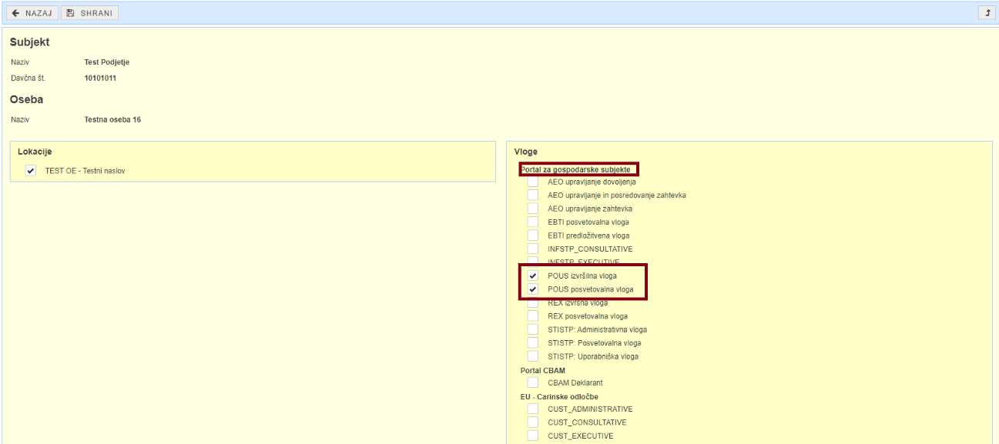 NAZAJ SHRANI
Subjekt
Naziv Test Podjetje
Davčna št. 10101011
Oseba
Naziv Testna oseba 16
Lokacije
TEST OE - Testni naslov
Vloge
Portal za gospodarske subjekte
AEO upravljanje dovoljenja
AEO upravljanje in posredovanje zahtevka
AEO upravljanje zahtevka
EBTI posvetovalna vloga
EBTI predložitvena vloga
INFSTP_CONSULTATIVE
INFSTP_EXECUTIVE
POUS izvršilna vloga
POUS posvetovalna vloga
REX izvršna vloga
REX posvetovalna vloga
STISTP: Administrativna vloga
STISTP: Posvetovalna vloga
STISTP: Uporabniška vloga
Portal CBAM
CBAM Deklarant
EU - Carinske odločbe
CUST_ADMINISTRATIVE
CUST_CONSULTATIVE
CUST_EXECUTIVE